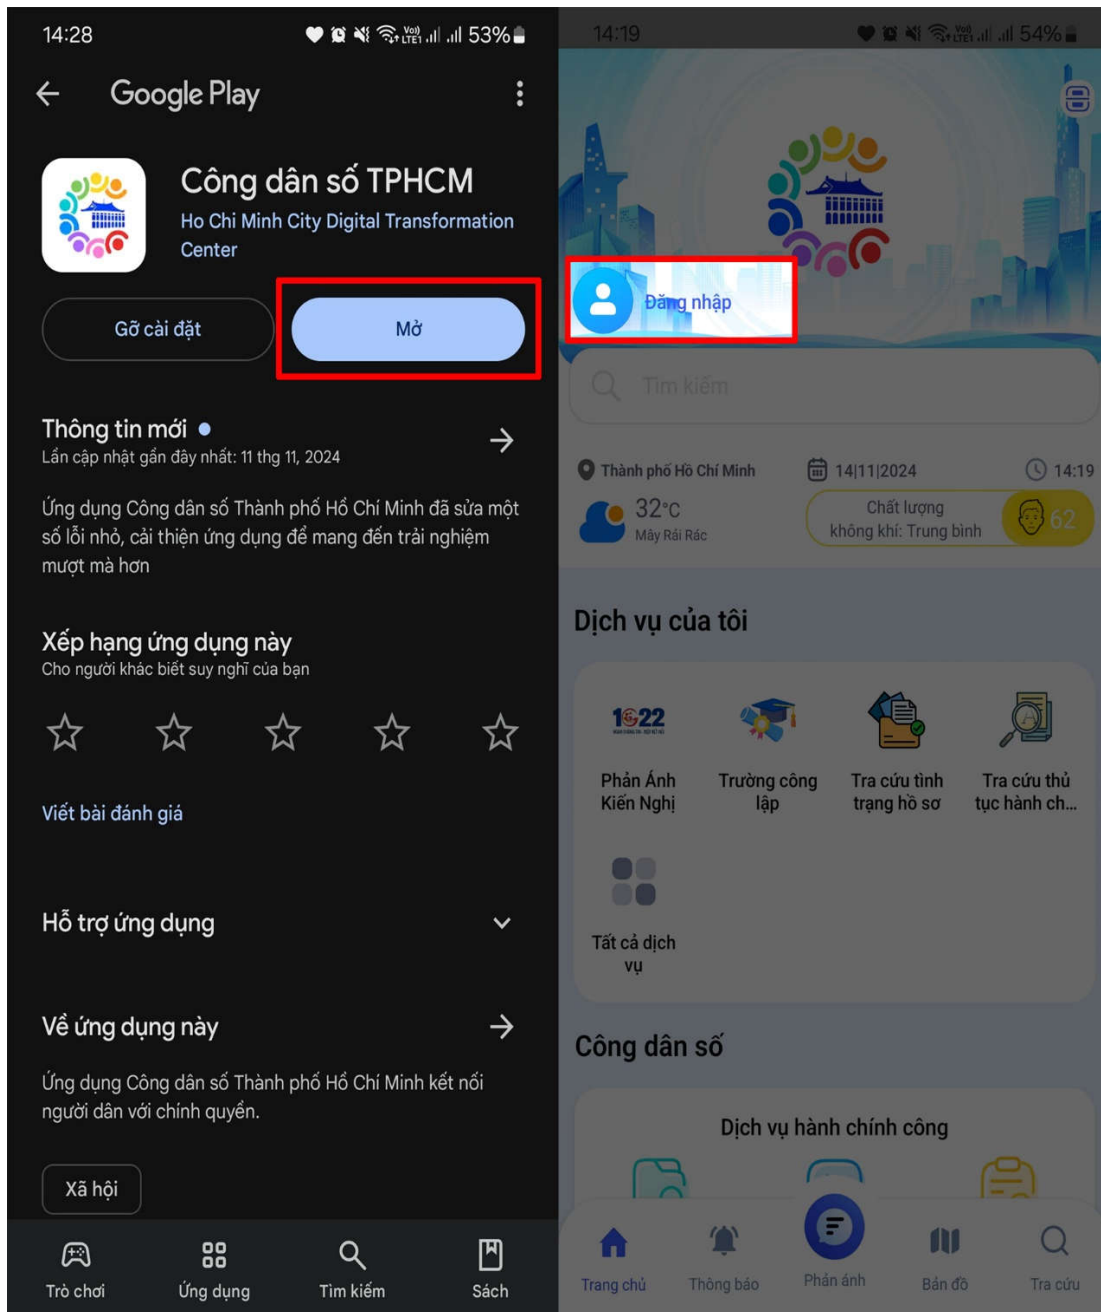 14:28
Vo)) LTE1 53%
Google Play
Công dân số TPHCM
Ho Chi Minh City Digital Transformation
Center
Gỡ cài đặt
Mở
Thông tin mới
Lần cập nhật gần đây nhất: 11 thg 11, 2024
Ứng dụng Công dân số Thành phố Hồ Chí Minh đã sửa một
số lỗi nhỏ, cải thiện ứng dụng để mang đến trải nghiệm
mượt mà hơn
Xếp hạng ứng dụng này
Cho người khác biết suy nghĩ của bạn
Viết bài đánh giá
Hỗ trợ ứng dụng
Về ứng dụng này
Ứng dụng Công dân số Thành phố Hồ Chí Minh kết nối
người dân với chính quyền.
Xã hội
Trò chơi
Ứng dụng
Tìm kiếm
Sách
14:19
Vo)) LTE1 54%
Đăng nhập
Tìm kiếm
Thành phố Hồ Chí Minh
14|11|2024
14:19
32°C
Mây Rải Rác
Chất lượng
không khí: Trung bình
62
Dịch vụ của tôi
1022
Phản Ánh
Kiến Nghị
Trường công
lập
Tra cứu tình
trạng hồ sơ
Tra cứu thủ
tục hành ch...
Tất cả dịch
vụ
Công dân số
Dịch vụ hành chính công
Trang chủ
Thông báo
Phản ánh
Bản đồ
Tra cứu